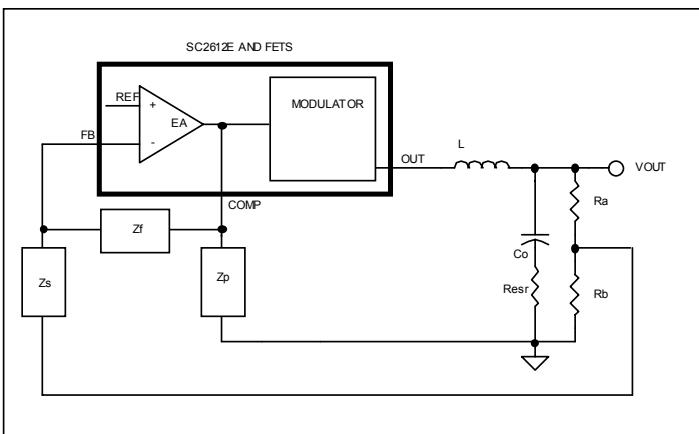 SC2612E AND FETS
REF
+
EA
-
FB
MODULATOR
OUT
L
VOUT
COMP
Ra
Zf
Co
Zs
Zp
Resr
Rb